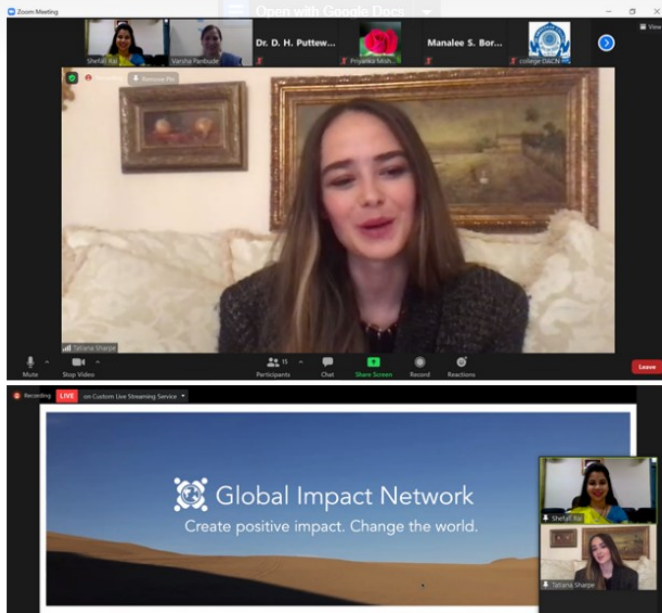 Open with Google Docs
Zoom Meeting
View
Shefali Rai
Varsha Panbude
Dr. D. H. Puttew...
Priyanka Mish...
Manalee S. Bor...
college DACN
Recording
Remove Pin
Tatiana Sharpe
Mute
Stop Video
15
Participants
Chat
Share Screen
Record
Reactions
Leave
Recording
LIVE
on Custom Live Streaming Service
Global Impact Network
Create positive impact. Change the world.
Shefali Rai
Tatiana Sharpe